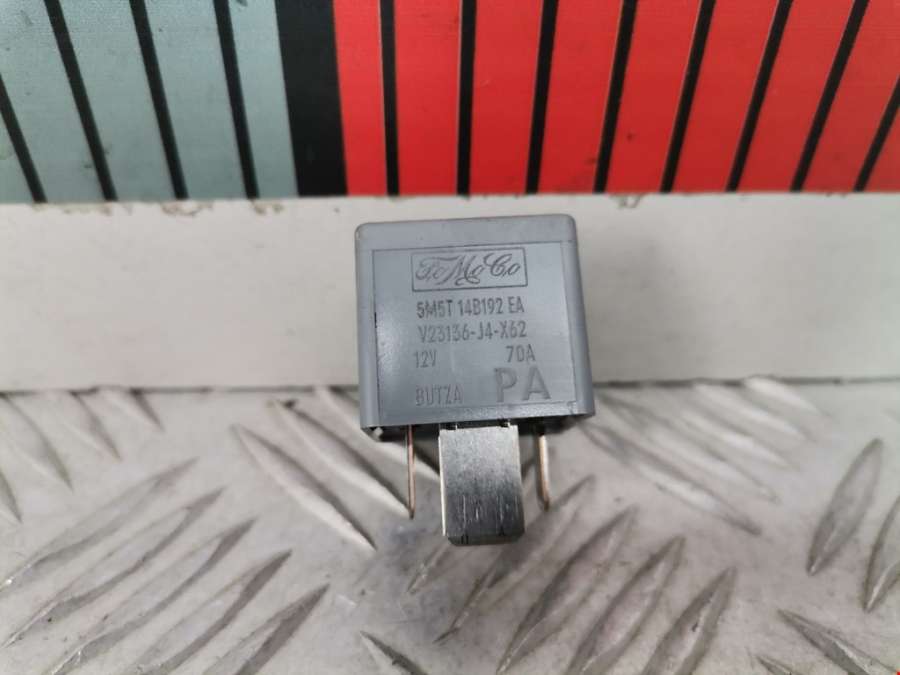 FoMoCo
5M5T 14B192 EA
V23136-J4-X62
12V 70A
BUTZA PA